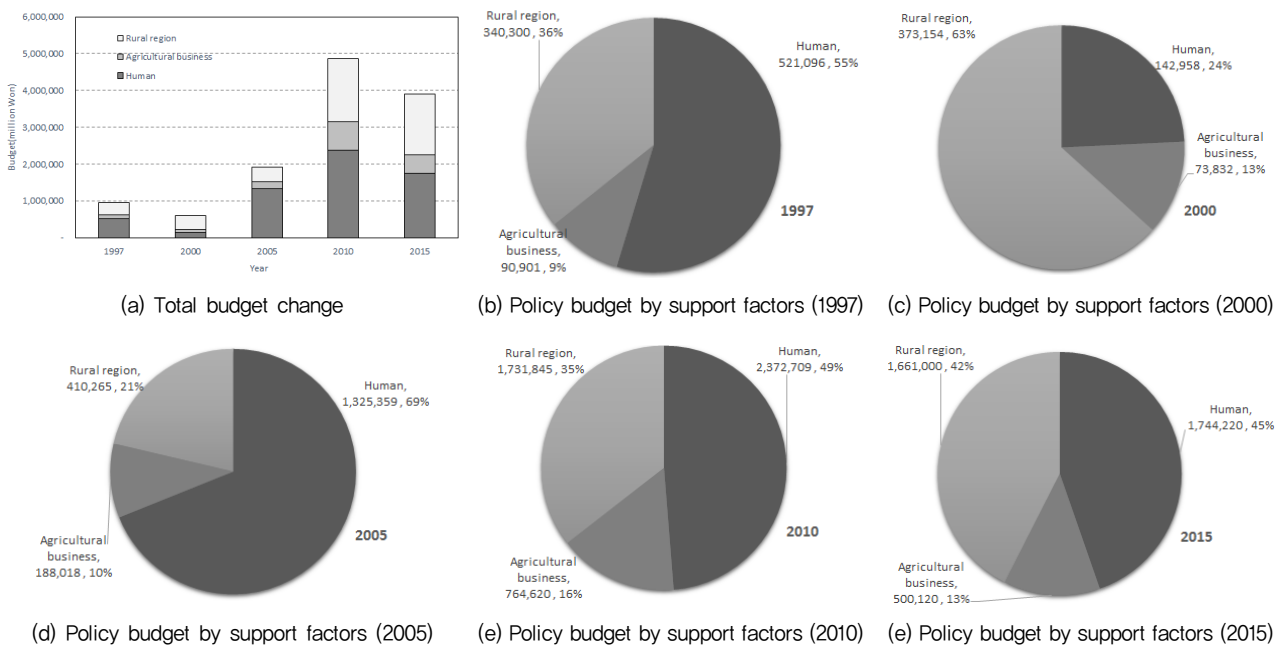 6,000,000
5,000,000
4,000,000
3,000,000
2,000,000
1,000,000
-
Budget(million Won)
Rural region
Agricultural business
Human
1997 2000 2005 2010 2015
Year
(a) Total budget change
Rural region,
340,300 , 36%
Human,
521,096 , 55%
Agricultural
business,
90,901 , 9%
1997
(b) Policy budget by support factors (1997)
Rural region,
373,154 , 63%
Human,
142,958 , 24%
Agricultural
business,
73,832 , 13%
2000
(c) Policy budget by support factors (2000)
Rural region,
410,265 , 21%
Human,
1,325,359 , 69%
Agricultural
business,
188,018 , 10%
2005
(d) Policy budget by support factors (2005)
Rural region,
1,731,845 , 35%
Human,
2,372,709 , 49%
Agricultural
business,
764,620 , 16%
2010
(e) Policy budget by support factors (2010)
Rural region,
1,661,000 , 42%
Human,
1,744,220 , 45%
Agricultural
business,
500,120 , 13%
2015
(e) Policy budget by support factors (2015)